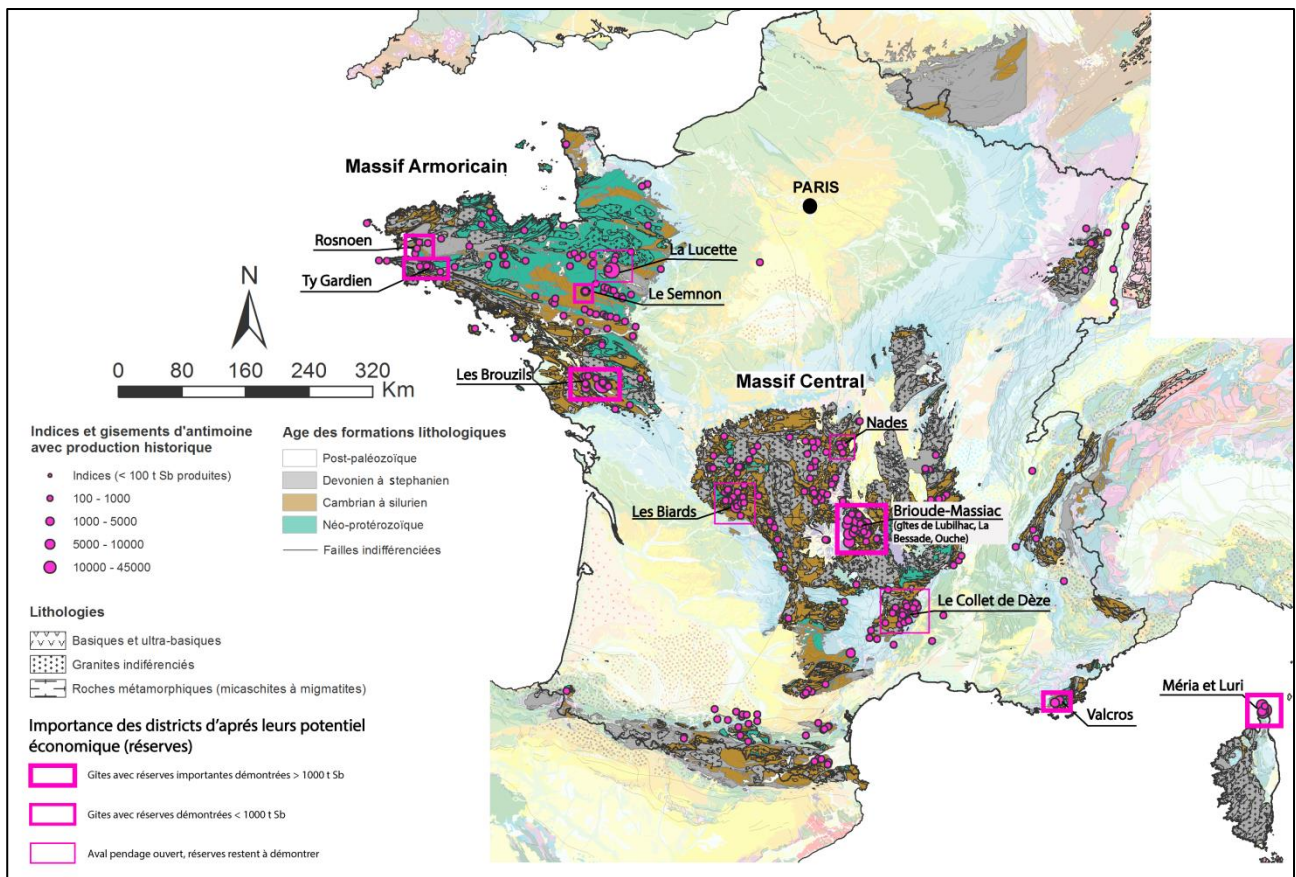 Massif Armoricain
PARIS
Rosnoen
La Lucette
Ty Gardien
Le Semnon
N
0 80 160 240 320
Km
Les Brouzils
Massif Central
Nades
Les Biards
Brioude-Massiac
(gîtes de Lubilhac, La
Bessade, Ouche)
Le Collet de Dèze
Valcros
Méria et Luri
Indices et gisements d'antimoine
avec production historique
Indices (< 100 t Sb produites)
100 - 1000
1000 - 5000
5000 - 10000
10000 - 45000
Age des formations lithologiques
Post-paléozoïque
Devonien à stephanien
Cambrian à silurien
Néo-protérozoïque
Failles indifférenciées
Lithologies
Basiques et ultra-basiques
Granites indiférenciés
Roches métamorphiques (micaschites à migmatites)
Importance des districts d'aprés leurs potentiel
économique (réserves)
Gîtes avec réserves importantes démontrées > 1000 t Sb
Gîtes avec réserves démontrées < 1000 t Sb
Aval pendage ouvert, réserves restent à démontrer